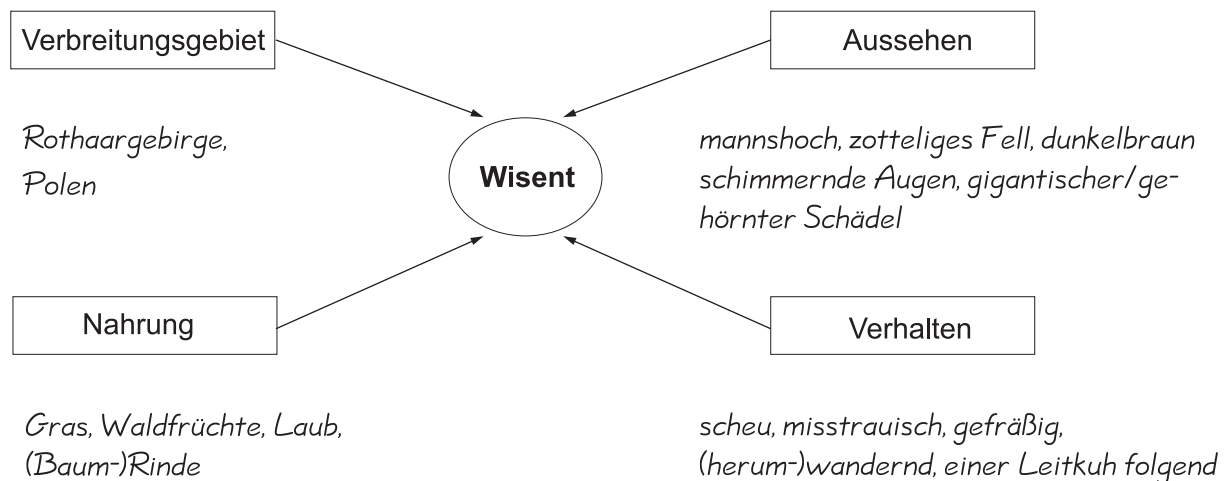 Verbreitungsgebiet
Aussehen
Rothaargebirge,
Polen
Wisent
mannshoch, zotteliges Fell, dunkelbraun
schimmernde Augen, gigantischer/ge-
hörnter Schädel
Nahrung
Verhalten
Gras, Waldfrüchte, Laub,
(Baum-)Rinde
scheu, misstrauisch, gefräßig,
(herum-)wandernd, einer Leitkuh folgend